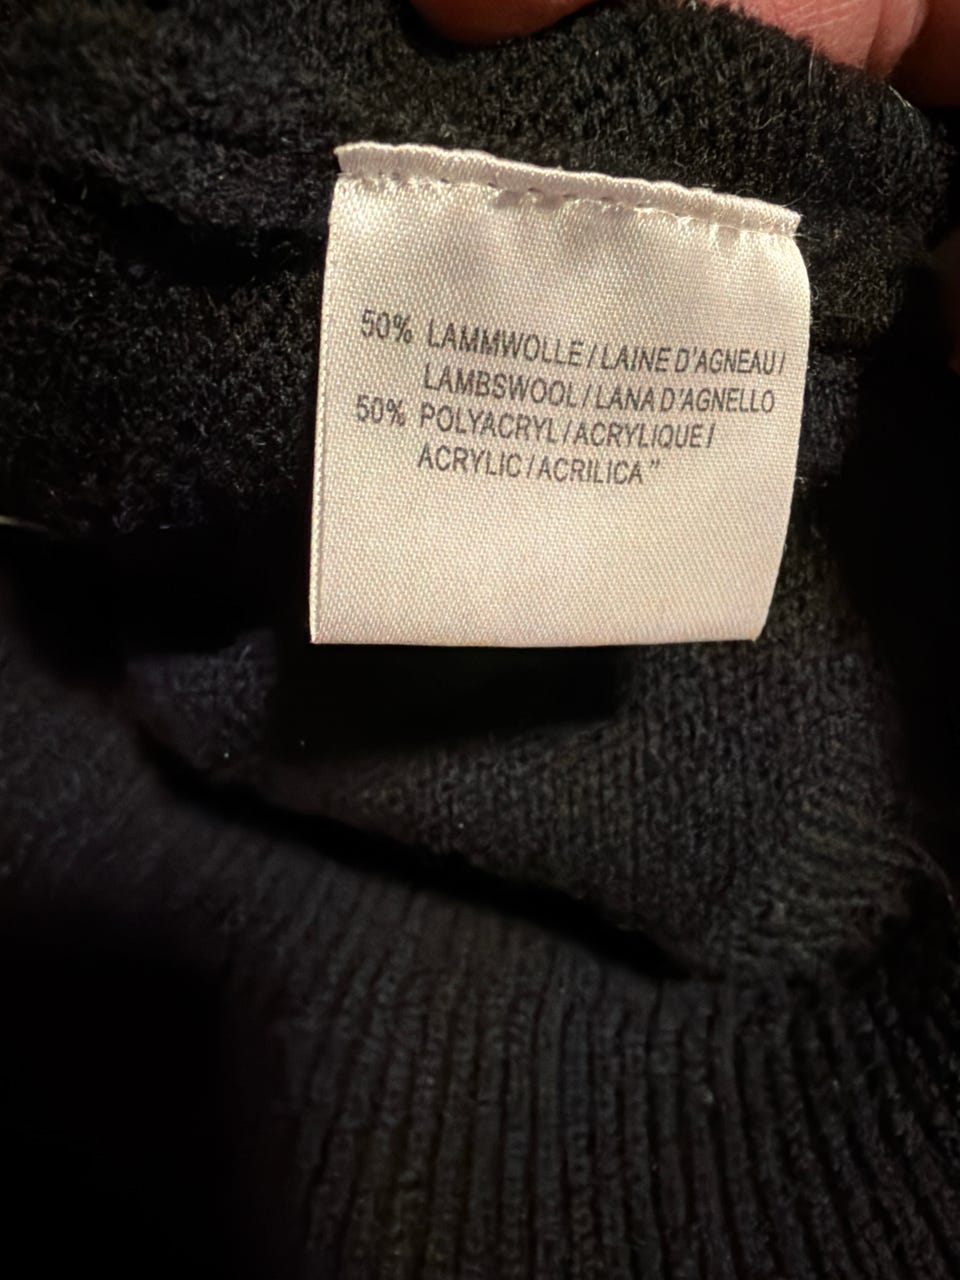 50% LAMMWOLLE/LAINE D'AGNEAU/
LAMBSWOOL/LANA D'AGNELLO
50% POLYACRYL/ACRYLIQUE/
ACRYLIC/ACRILICA"